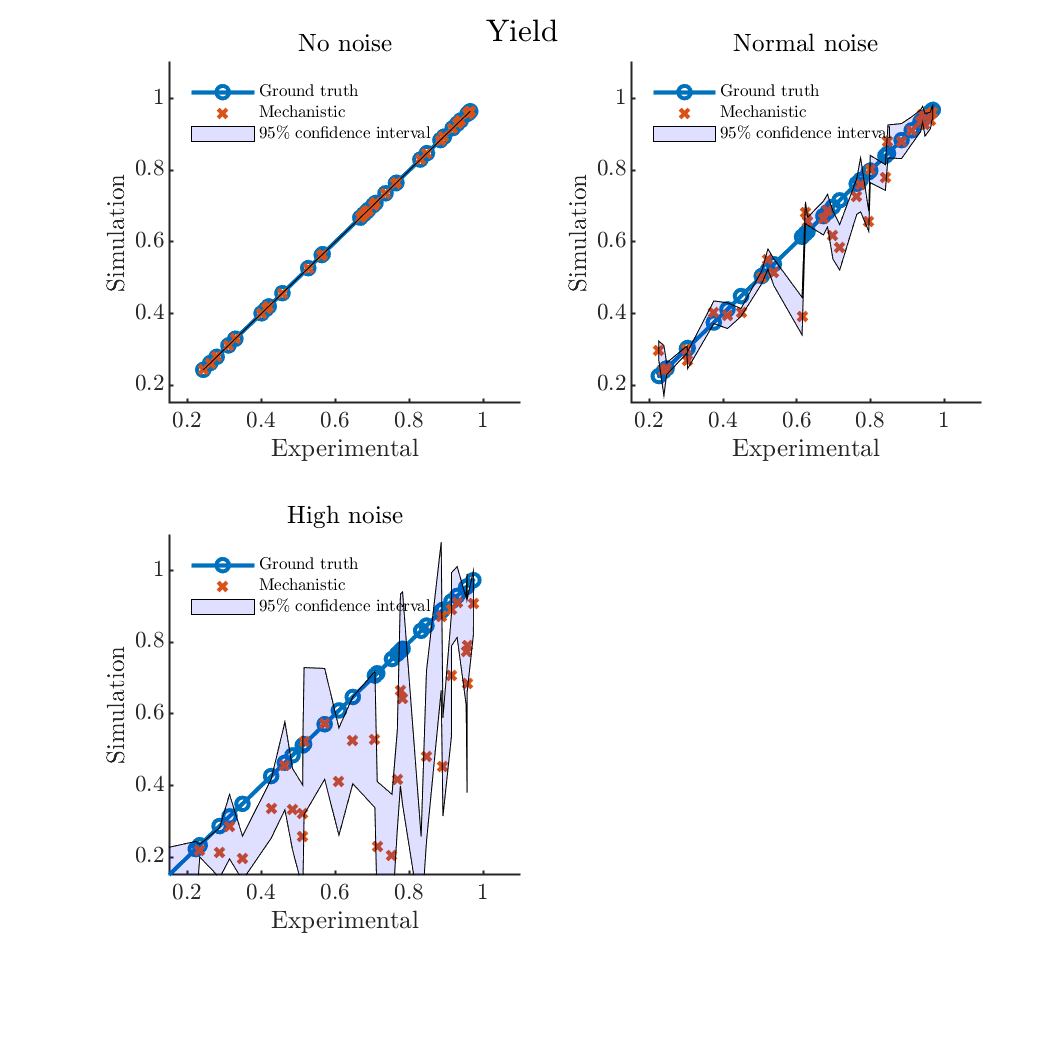 Yield
No noise
Ground truth
Mechanistic
95% confidence interval
1
0.8
0.6
0.4
0.2
Simulation
0.2 0.4 0.6 0.8 1
Experimental
Normal noise
Ground truth
Mechanistic
95% confidence interval
1
0.8
0.6
0.4
0.2
Simulation
0.2 0.4 0.6 0.8 1
Experimental
High noise
Ground truth
Mechanistic
95% confidence interval
1
0.8
0.6
0.4
0.2
Simulation
0.2 0.4 0.6 0.8 1
Experimental